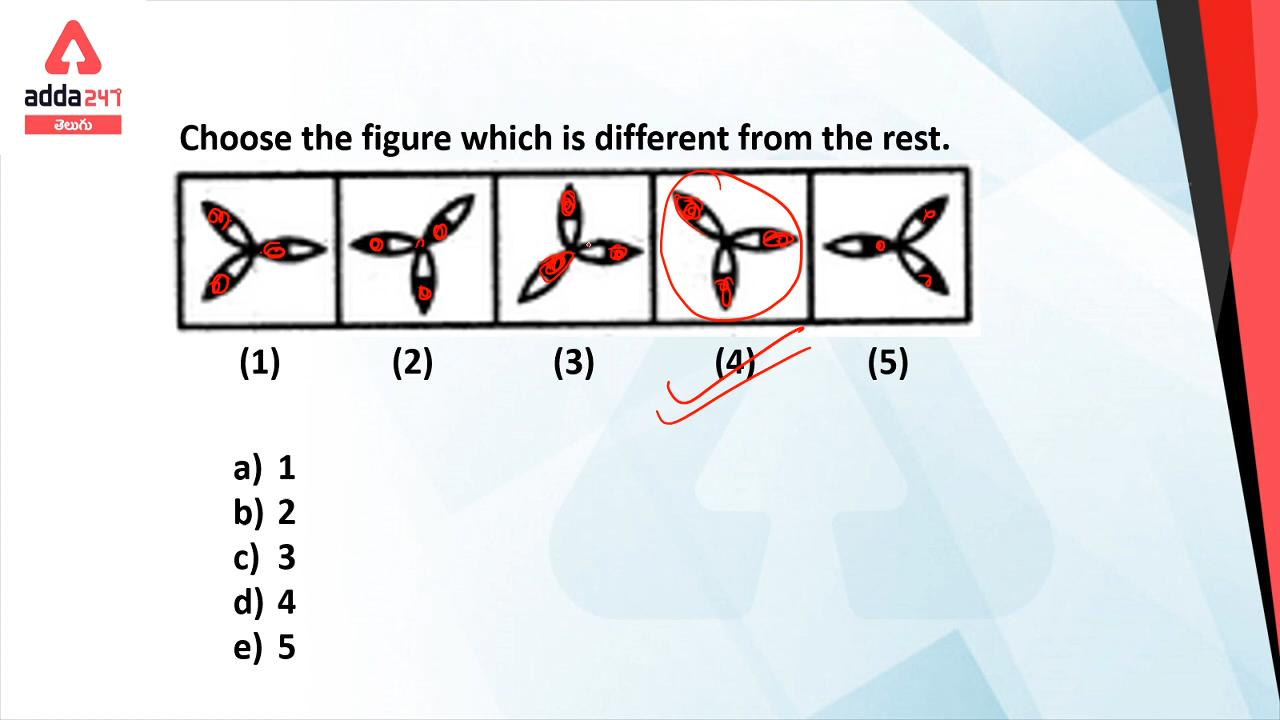 adda247
తెలుగు
Choose the figure which is different from the rest.
(1) (2) (3) (4) (5)
a) 1
b) 2
c) 3
d) 4
e) 5